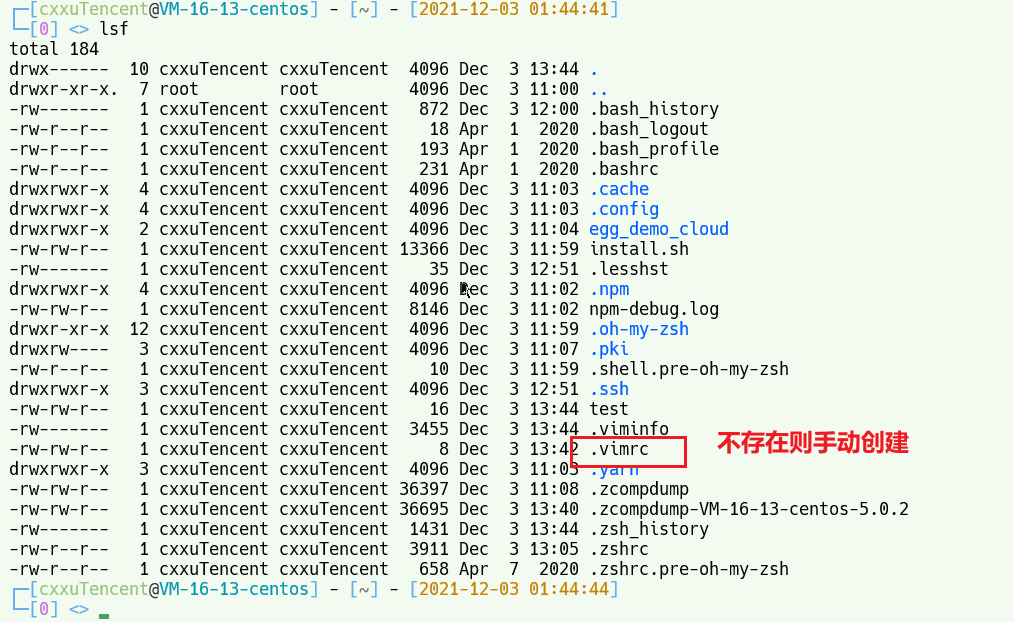 [cxxuTencent@VM-16-13-centos] - [~] - [2021-12-03 01:44:41]
[0] <> lsf
total 184
drwx------  10 cxxuTencent cxxuTencent  4096 Dec  3 13:44 .
drwxr-xr-x.  7 root        root         4096 Dec  3 11:00 ..
-rw-------   1 cxxuTencent cxxuTencent   872 Dec  3 12:00 .bash_history
-rw-r--r--   1 cxxuTencent cxxuTencent    18 Apr  1  2020 .bash_logout
-rw-r--r--   1 cxxuTencent cxxuTencent   193 Apr  1  2020 .bash_profile
-rw-r--r--   1 cxxuTencent cxxuTencent   231 Apr  1  2020 .bashrc
drwxrwxr-x   4 cxxuTencent cxxuTencent  4096 Dec  3 11:03 .cache
drwxrwxr-x   4 cxxuTencent cxxuTencent  4096 Dec  3 11:03 .config
drwxrwxr-x   2 cxxuTencent cxxuTencent  4096 Dec  3 11:04 egg_demo_cloud
-rw-rw-r--   1 cxxuTencent cxxuTencent 13366 Dec  3 11:59 install.sh
-rw-------   1 cxxuTencent cxxuTencent    35 Dec  3 12:51 .lesshst
drwxrwxr-x   4 cxxuTencent cxxuTencent  4096 Dec  3 11:02 .npm
-rw-rw-r--   1 cxxuTencent cxxuTencent  8146 Dec  3 11:02 npm-debug.log
drwxr-xr-x  12 cxxuTencent cxxuTencent  4096 Dec  3 11:59 .oh-my-zsh
drwxrw----   3 cxxuTencent cxxuTencent  4096 Dec  3 11:07 .pki
-rw-rw-r--   1 cxxuTencent cxxuTencent    10 Dec  3 11:59 .shell.pre-oh-my-zsh
drwxrwxr-x   3 cxxuTencent cxxuTencent  4096 Dec  3 12:51 .ssh
-rw-rw-r--   1 cxxuTencent cxxuTencent    16 Dec  3 13:44 test
-rw-------   1 cxxuTencent cxxuTencent  3455 Dec  3 13:44 .viminfo
-rw-rw-r--   1 cxxuTencent cxxuTencent     8 Dec  3 13:42 .vimrc 不存在则手动创建
drwxrwxr-x   3 cxxuTencent cxxuTencent  4096 Dec  3 11:03 .yarn
-rw-rw-r--   1 cxxuTencent cxxuTencent 36397 Dec  3 11:08 .zcompdump
-rw-rw-r--   1 cxxuTencent cxxuTencent 36695 Dec  3 13:40 .zcompdump-VM-16-13-centos-5.0.2
-rw-------   1 cxxuTencent cxxuTencent  1431 Dec  3 13:44 .zsh_history
-rw-r--r--   1 cxxuTencent cxxuTencent  3911 Dec  3 13:05 .zshrc
-rw-r--r--   1 cxxuTencent cxxuTencent   658 Apr  7  2020 .zshrc.pre-oh-my-zsh
[cxxuTencent@VM-16-13-centos] - [~] - [2021-12-03 01:44:44]
[0] <>